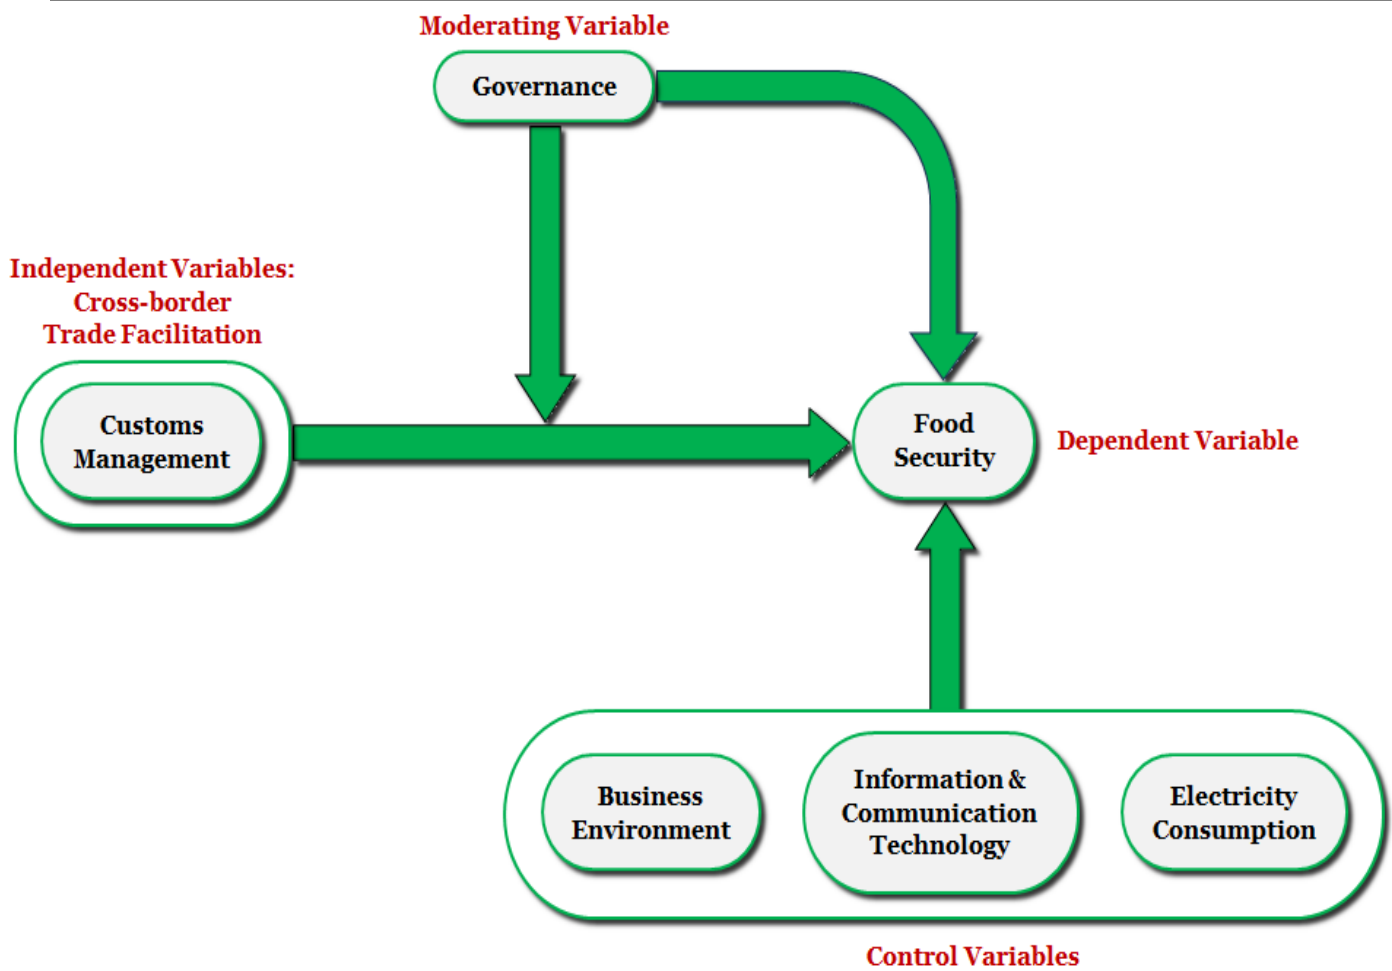 Moderating Variable
Governance
Independent Variables:
Cross-border
Trade Facilitation
Customs
Management
Food
Security
Dependent Variable
Business
Environment
Information &
Communication
Technology
Electricity
Consumption
Control Variables